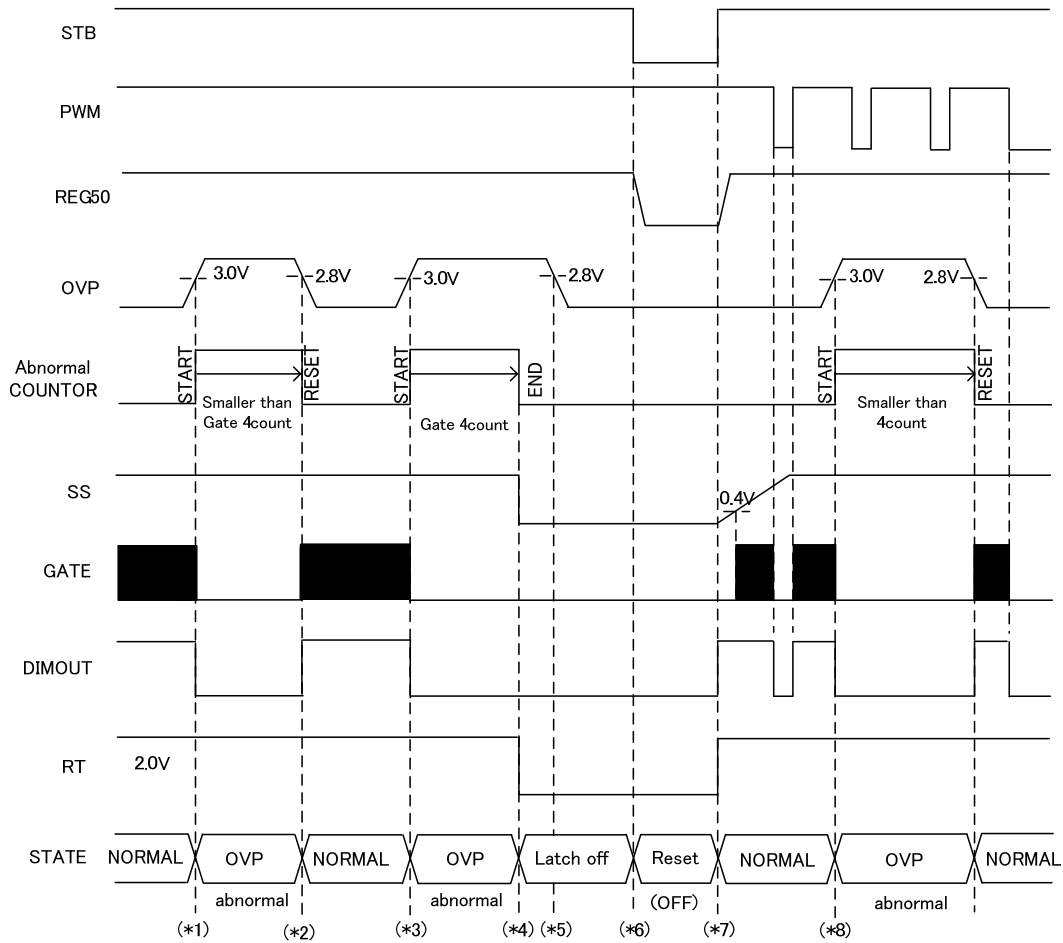 STB
PWM
REG50
OVP
3.0V
2.8V
3.0V
2.8V
3.0V
2.8V
Abnormal
COUNTOR
START
RESET
START
END
START
RESET
Smaller than
Gate 4count
Gate 4count
Smaller than
4count
SS
0.4V
GATE
DIMOUT
RT
2.0V
STATE
NORMAL
OVP
NORMAL
OVP
Latch off
Reset
NORMAL
OVP
NORMAL
abnormal
abnormal
(OFF)
abnormal
(*1)
(*2)
(*3)
(*4)
(*5)
(*6)
(*7)
(*8)